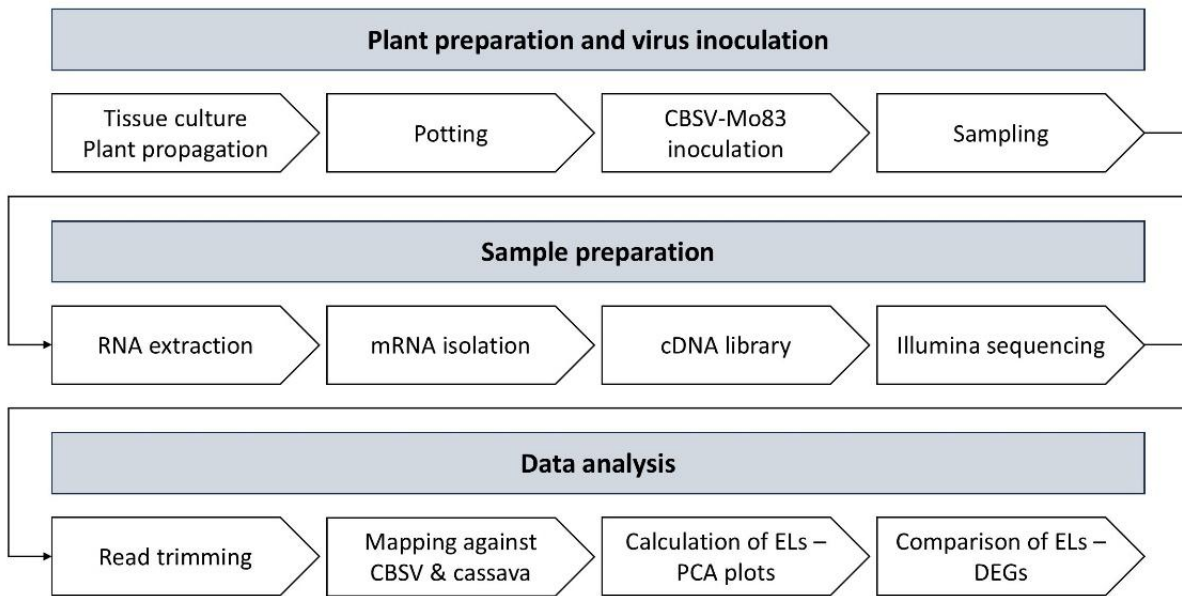 Plant preparation and virus inoculation
Tissue culture
Plant propagation
Potting
CBSV-Mo83
inoculation
Sampling
Sample preparation
RNA extraction
mRNA isolation
cDNA library
Illumina sequencing
Data analysis
Read trimming
Mapping against
CBSV & cassava
Calculation of ELs –
PCA plots
Comparison of ELs –
DEGs